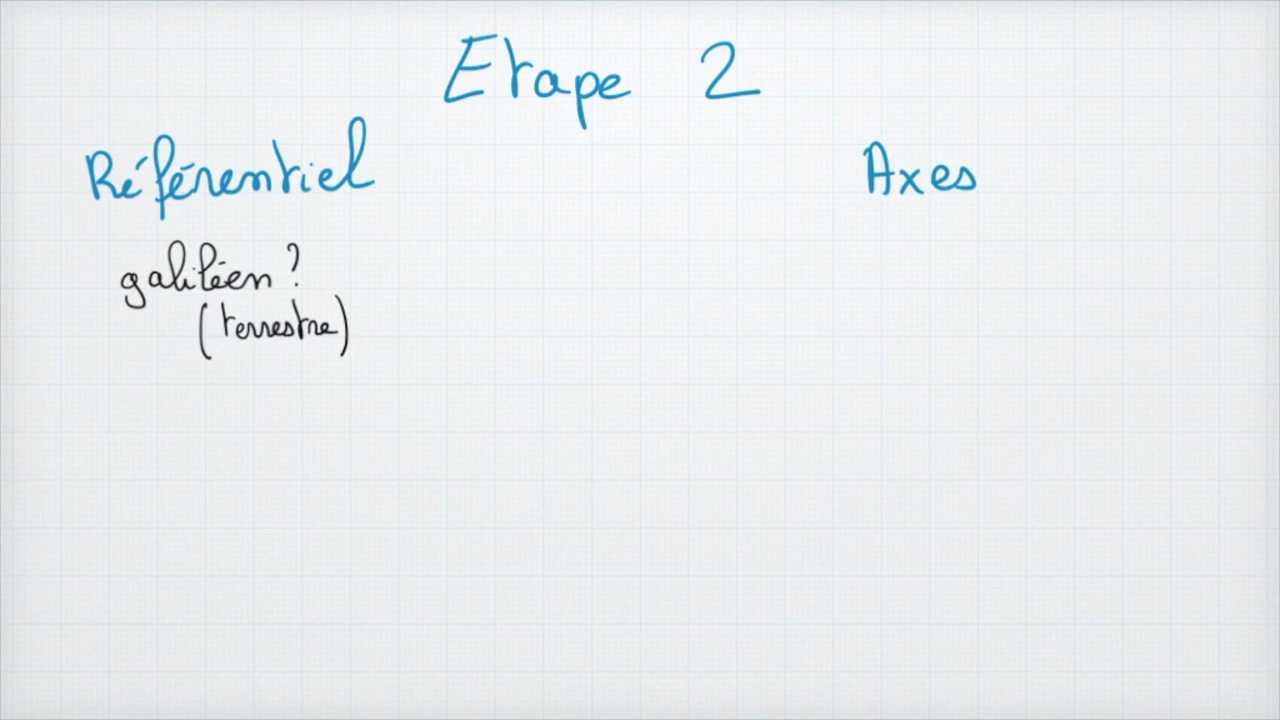 Etape 2
Référentiel
Axes
galiléen ?
(terrestre)